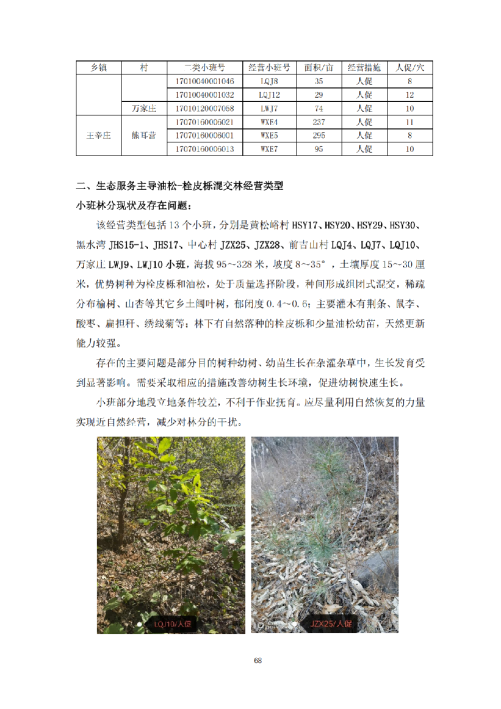 乡镇 村 二类小班号 经营小班号 面积/亩 经营措施 人促/穴
17010040001046 LQJ8 35 人促 8
17010040001032 LQJ12 29 人促 12
万家庄 17010120007058 LWJ7 74 人促 10
王辛庄 熊耳营 17070160006021 WXE4 237 人促 11
17070160006001 WXE5 295 人促 8
17070160006013 WXE7 95 人促 10
二、生态服务主导油松-栓皮栎混交林经营类型
小班林分现状及存在问题：
该经营类型包括 13 个小班，分别是黄松峪村 HSY17、HSY20、HSY29、HSY30、
黑水湾 JHS15-1、JHS17、中心村 JZX25、JZX28、前吉山村 LQJ4、LQJ7、LQJ10、
万家庄 LWJ9、LWJ10 小班，海拔 95～328 米，坡度 8～35°，土壤厚度 15～30 厘
米，优势树种为栓皮栎和油松，处于质量选择阶段，种间形成组团式混交，稀疏
分布榆树、山杏等其它乡土阔叶树，郁闭度 0.4～0.6；主要灌木有荆条、鼠李、
酸枣、扁担秆、绣线菊等；林下有自然落种的栓皮栎和少量油松幼苗，天然更新
能力较强。
存在的主要问题是部分目的树种幼树、幼苗生长在杂灌杂草中，生长发育受
到显著影响。需要采取相应的措施改善幼树生长环境，促进幼树快速生长。
小班部分地段立地条件较差，不利于作业抚育。应尽量利用自然恢复的力量
实现近自然经营，减少对林分的干扰。
LQJ10/人促 JZX25/人促
68